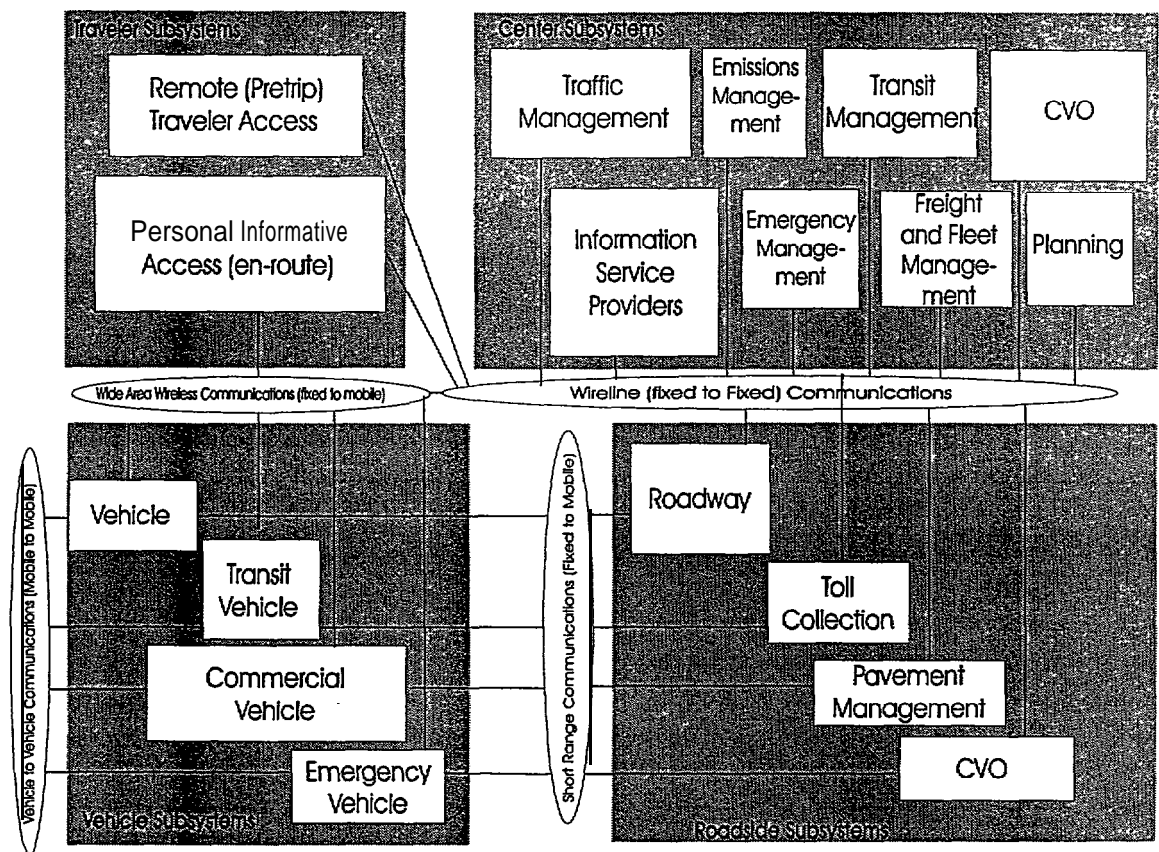 Traveler Subsystems
Remote (Pretrip)
Traveler Access
Personal Informative
Access (en-route)
Center Subsystems
Traffic
Management
Emissions
Manage-
ment
Transit
Management
CVO
Information
Service
Providers
Emergency
Manage-
ment
Freight
and Fleet
Manage-
ment
Planning
Wide Area Wireless Communications (fixed to mobile)
Wireline (fixed to Fixed) Communications
Vehicle to Vehicle Communications (Mobile to Mobile)
Vehicle
Transit
Vehicle
Commercial
Vehicle
Emergency
Vehicle
Vehicle Subsystems
Short Range Communications (Fixed to Mobile)
Roadway
Toll
Collection
Pavement
Management
CVO
Roadside Subsystems